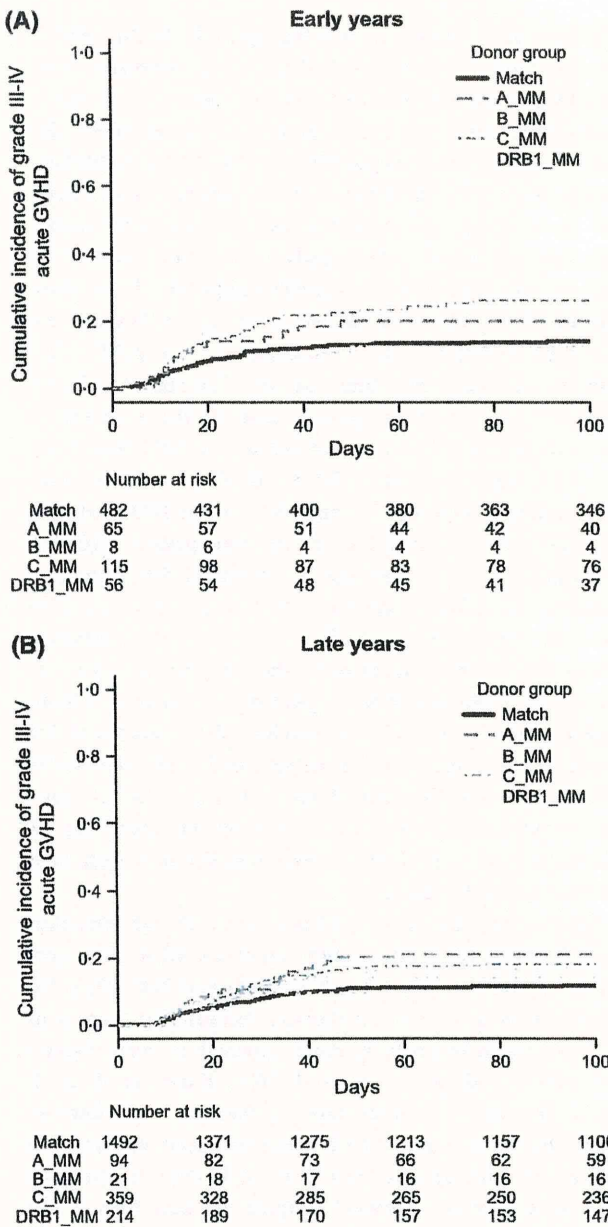 (A)
Early years
Cumulative incidence of grade III-IV
acute GVHD
1·0
0·8
0·6
0·4
0·2
0·0
Donor group
Match
A_MM
B_MM
C_MM
DRB1_MM
0 20 40 60 80 100
Days
Number at risk
Match 482 431 400 380 363 346
A_MM 65 57 51 44 42 40
B_MM 8 6 4 4 4 4
C_MM 115 98 87 83 78 76
DRB1_MM 56 54 48 45 41 37
(B)
Late years
Cumulative incidence of grade III-IV
acute GVHD
1·0
0·8
0·6
0·4
0·2
0·0
Donor group
Match
A_MM
B_MM
C_MM
DRB1_MM
0 20 40 60 80 100
Days
Number at risk
Match 1492 1371 1275 1213 1157 1100
A_MM 94 82 73 66 62 59
B_MM 21 18 17 16 16 16
C_MM 359 328 285 265 250 236
DRB1_MM 214 189 170 157 153 147